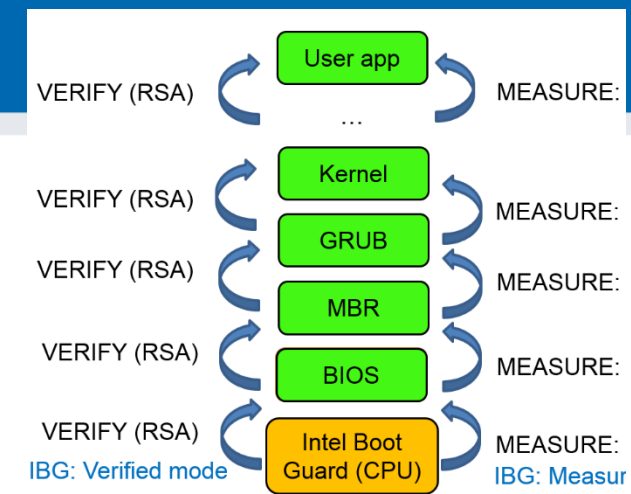 User app
VERIFY (RSA)
MEASURE:
...
Kernel
VERIFY (RSA)
MEASURE:
GRUB
VERIFY (RSA)
MEASURE:
MBR
VERIFY (RSA)
MEASURE:
BIOS
VERIFY (RSA)
MEASURE:
Intel Boot
Guard (CPU)
IBG: Verified mode
IBG: